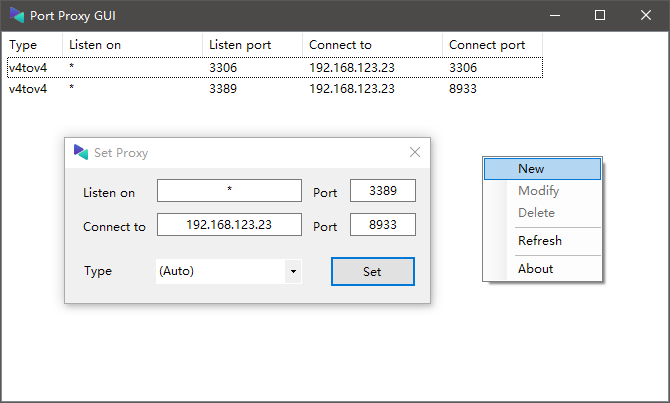 Port Proxy GUI
Type Listen on Listen port Connect to Connect port
v4tov4 * 3306 192.168.123.23 3306
v4tov4 * 3389 192.168.123.23 8933
Set Proxy
Listen on * Port 3389
Connect to 192.168.123.23 Port 8933
Type (Auto) Set
New
Modify
Delete
Refresh
About